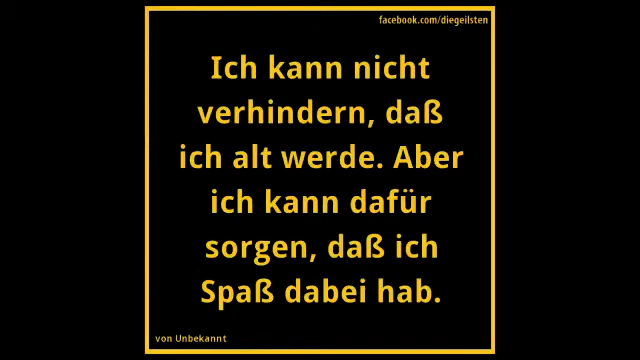 facebook.com/diegeilsten
Ich kann nicht
verhindern, daß
ich alt werde. Aber
ich kann dafür
sorgen, daß ich
Spaß dabei hab.
von Unbekannt